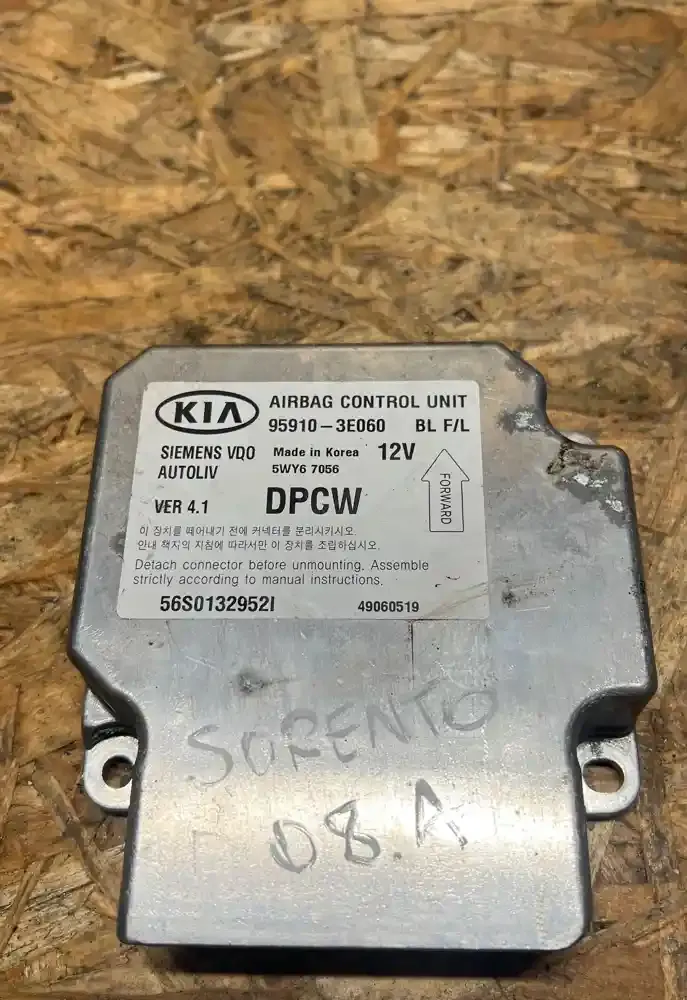 KIA AIRBAG CONTROL UNIT
95910-3E060 BL F/L
SIEMENS VDO Made in Korea 12V
AUTOLIV 5WY6 7056
VER 4.1 DPCW
FORWARD
이 장치를 떼어내기 전에 커넥터를 분리시키시오.
안내 책자의 지침에 따라서만 이 장치를 조립하십시오.
Detach connector before unmounting. Assemble
strictly according to manual instructions.
56S0132952I 49060519
SORENTO
08.A